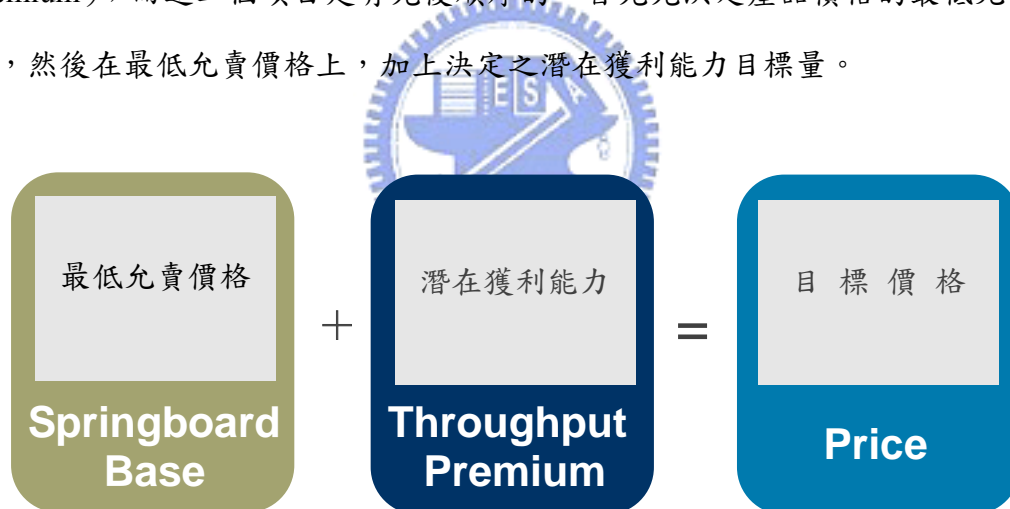 ，然後在最低允賣價格上，加上決定之潛在獲利能力目標量。
E S
A
最低允賣價格
Springboard
Base
+
潛在獲利能力
Throughput
Premium
=
目 標 價 格
Price